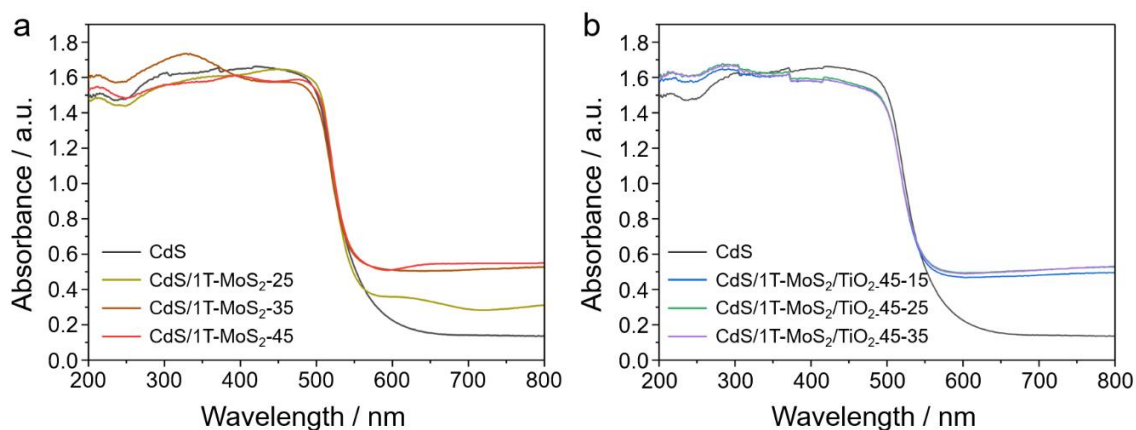 a
1.8
1.6
1.4
1.2
1.0
0.8
0.6
0.4
0.2
0.0
Absorbance / a.u.
CdS
CdS/1T-MoS₂-25
CdS/1T-MoS₂-35
CdS/1T-MoS₂-45
200 300 400 500 600 700 800
Wavelength / nm
b
1.8
1.6
1.4
1.2
1.0
0.8
0.6
0.4
0.2
0.0
Absorbance / a.u.
CdS
CdS/1T-MoS₂/TiO₂-45-15
CdS/1T-MoS₂/TiO₂-45-25
CdS/1T-MoS₂/TiO₂-45-35
200 300 400 500 600 700 800
Wavelength / nm